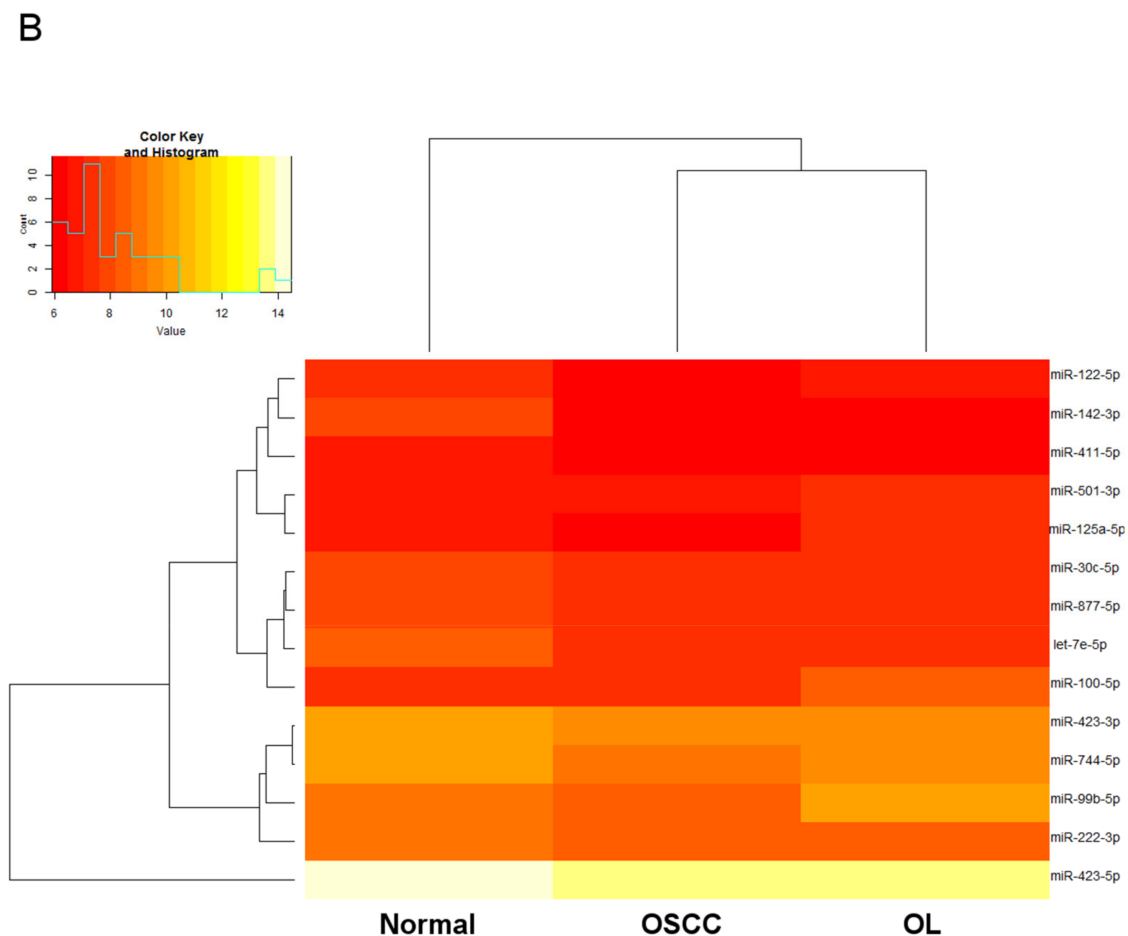 B
Color Key
and Histogram
Count
0 2 4 6 8 10
6 8 10 12 14
Value
miR-122-5p
miR-142-3p
miR-411-5p
miR-501-3p
miR-125a-5p
miR-30c-5p
miR-877-5p
let-7e-5p
miR-100-5p
miR-423-3p
miR-744-5p
miR-99b-5p
miR-222-3p
miR-423-5p
Normal OSCC OL